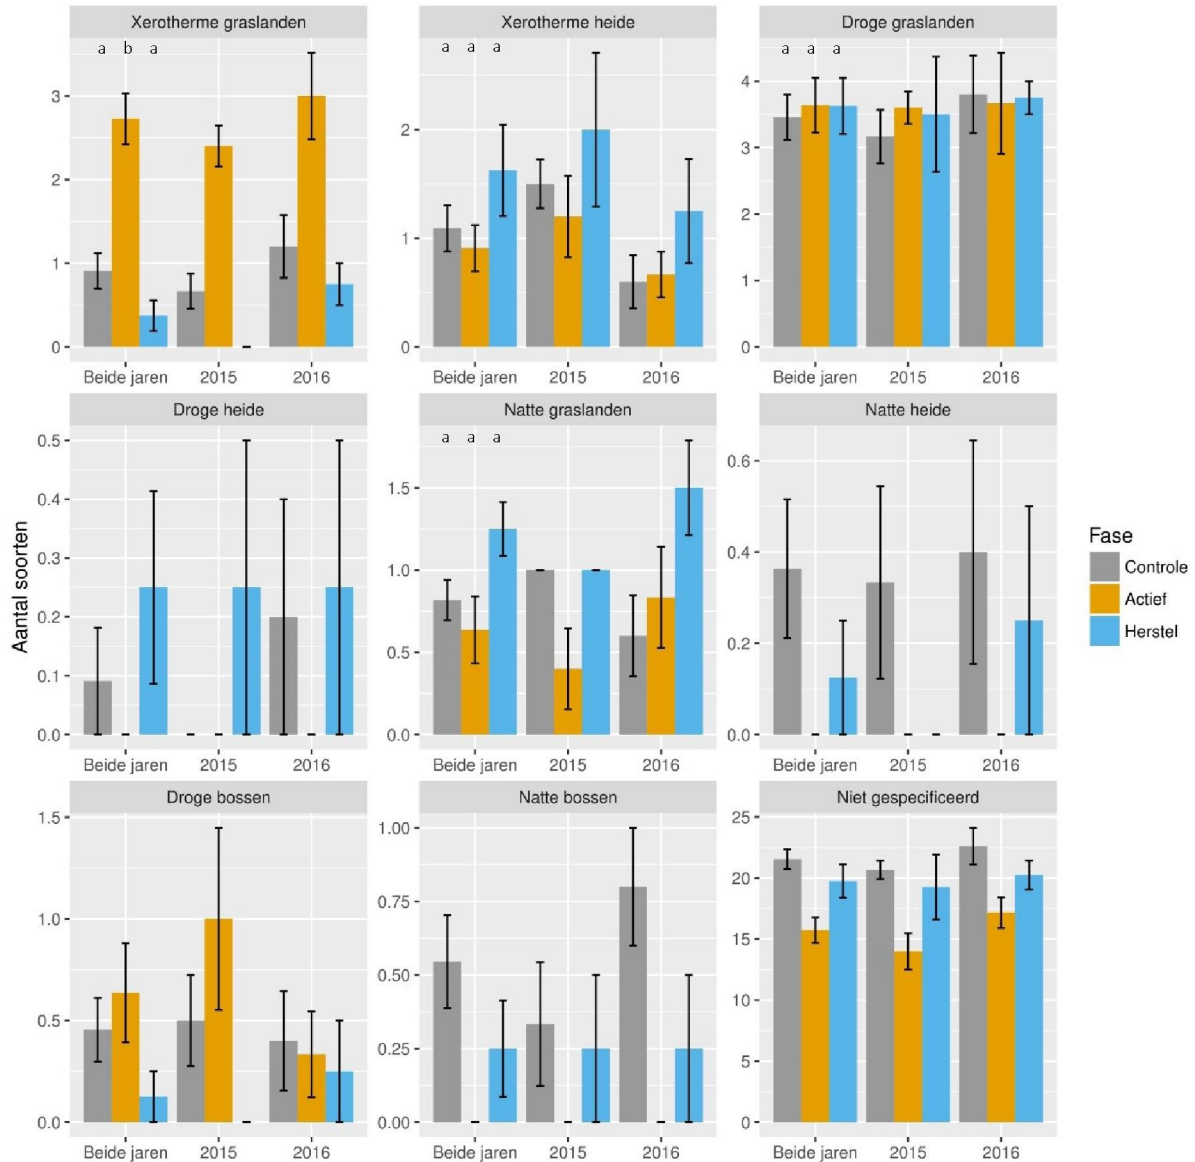 Xerotherme graslanden
Xerotherme heide
Droge graslanden
a b a
a a a
a a a
3
2
1
0
2
1
0
4
3
2
1
0
Beide jaren 2015 2016
Beide jaren 2015 2016
Beide jaren 2015 2016
Aantal soorten
Droge heide
Natte graslanden
Natte heide
a a a
0.5
0.4
0.3
0.2
0.1
0.0
1.5
1.0
0.5
0.0
0.6
0.4
0.2
0.0
Beide jaren 2015 2016
Beide jaren 2015 2016
Beide jaren 2015 2016
Fase
Controle
Actief
Herstel
Droge bossen
Natte bossen
Niet gespecificeerd
1.5
1.0
0.5
0.0
1.00
0.75
0.50
0.25
0.00
25
20
15
10
5
0
Beide jaren 2015 2016
Beide jaren 2015 2016
Beide jaren 2015 2016